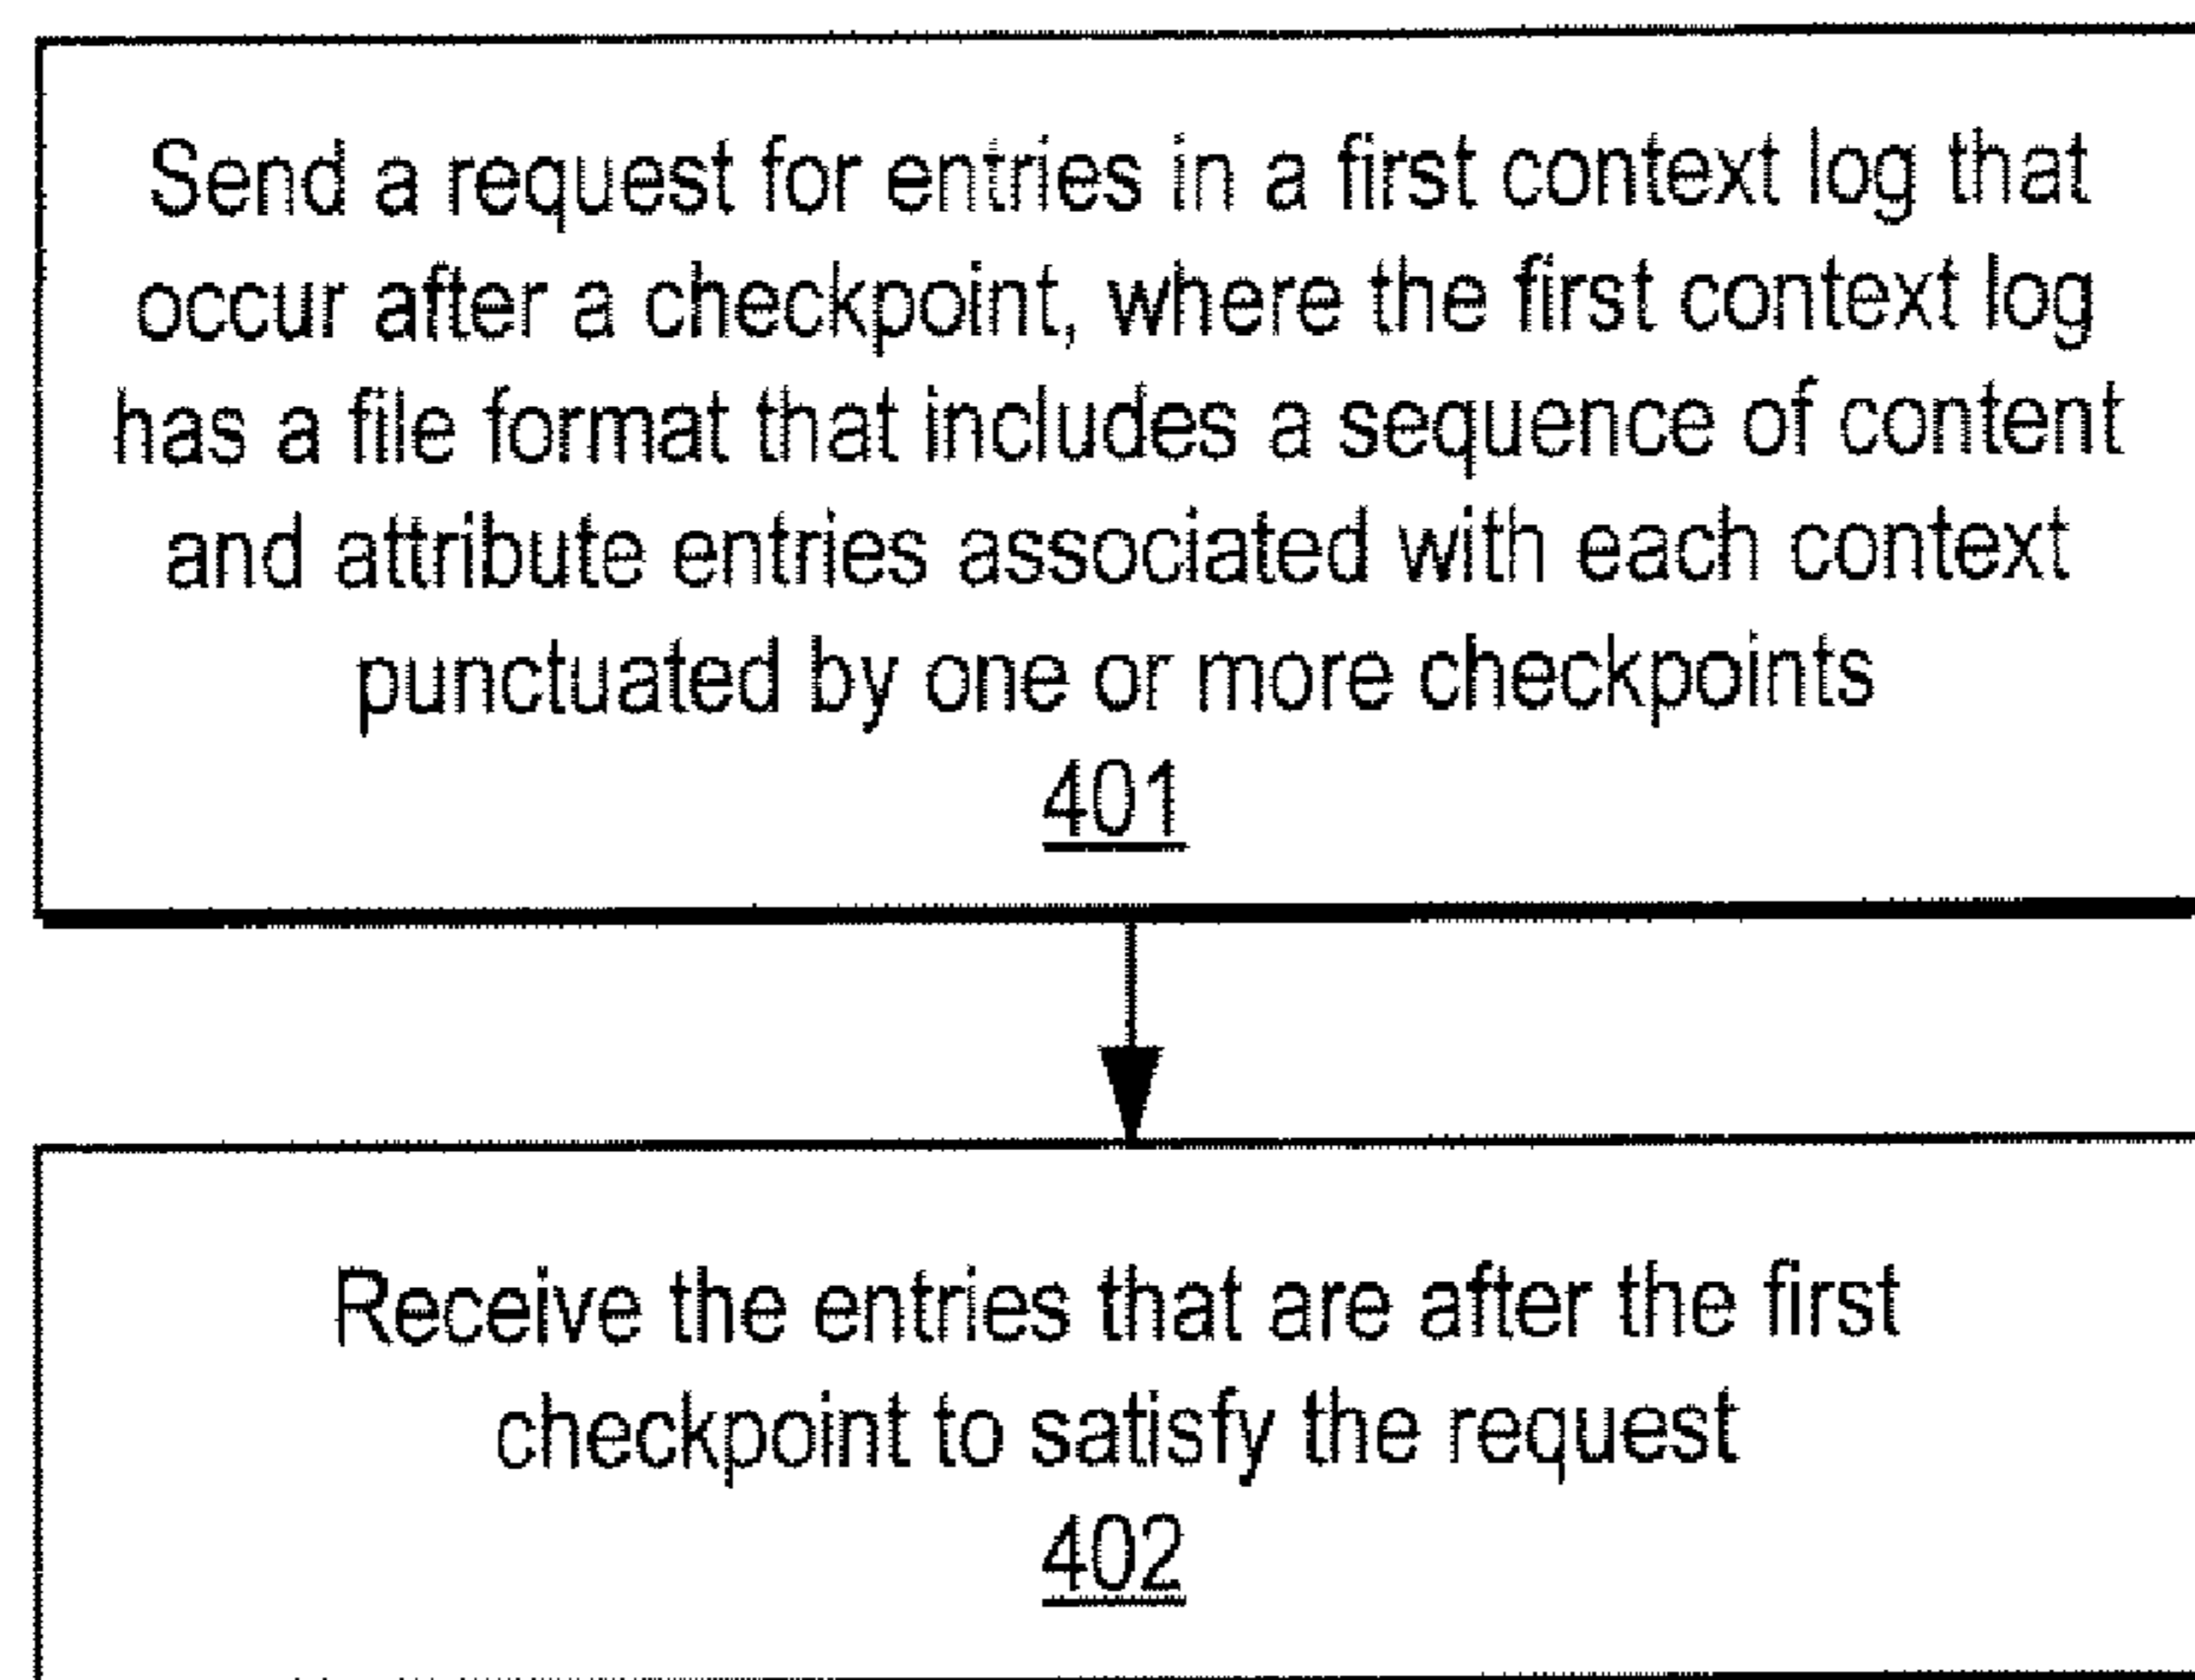 Send a request for entries in a first context log that
occur after a checkpoint, where the first context log
has a file format that includes a sequence of content
and attribute entries associated with each context
punctuated by one or more checkpoints
401
Receive the entries that are after the first
checkpoint to satisfy the request
402